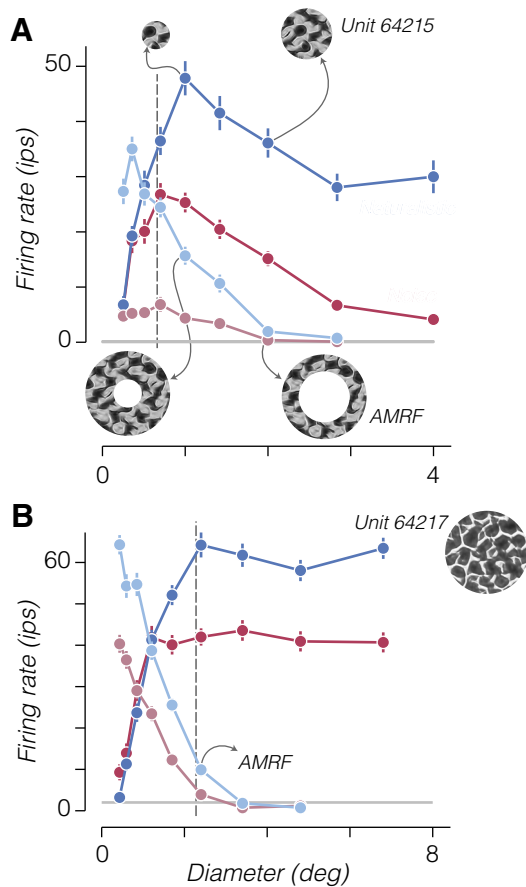 A
Unit 64215
50
Firing rate (ips)
0
AMRF
0
4
B
Unit 64217
60
Firing rate (ips)
AMRF
0
0
8
Diameter (deg)